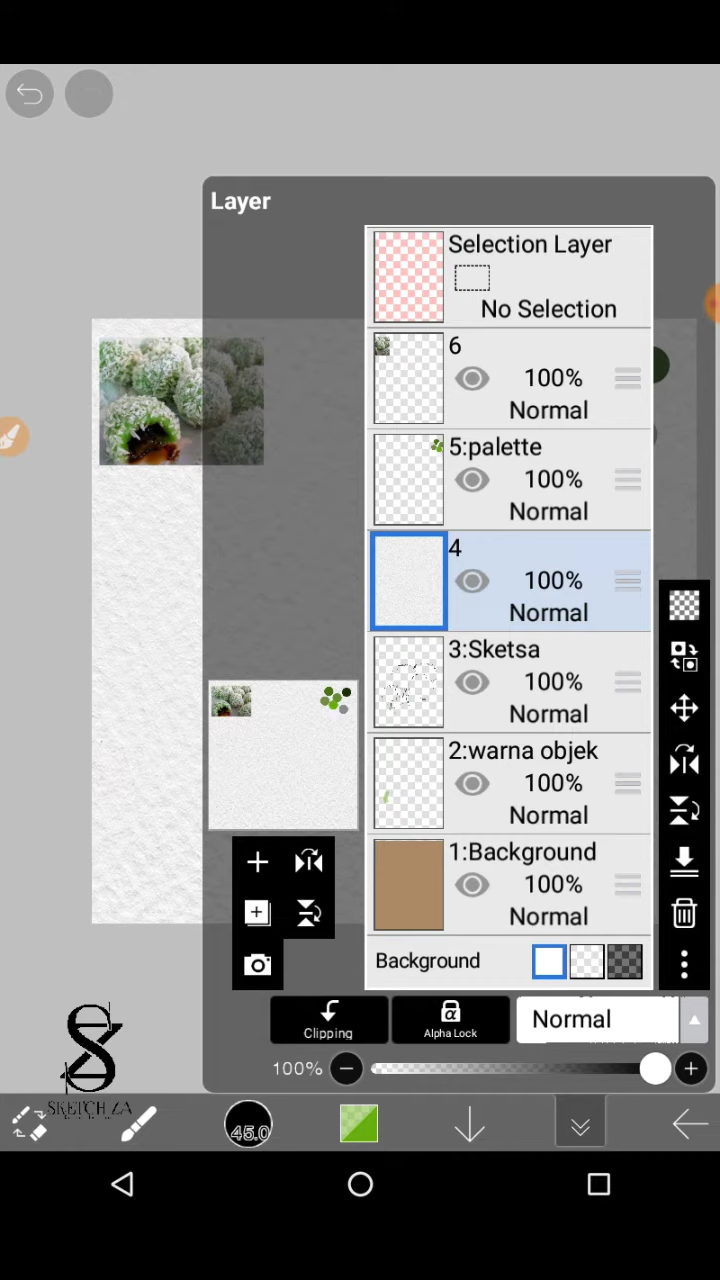 Layer
Selection Layer
No Selection
6
100%
Normal
5:palette
100%
Normal
4
100%
Normal
3:Sketsa
100%
Normal
2:warna objek
100%
Normal
1:Background
100%
Normal
Background
Clipping
α
Alpha Lock
Normal
100%
SKETCH ZA
45.0